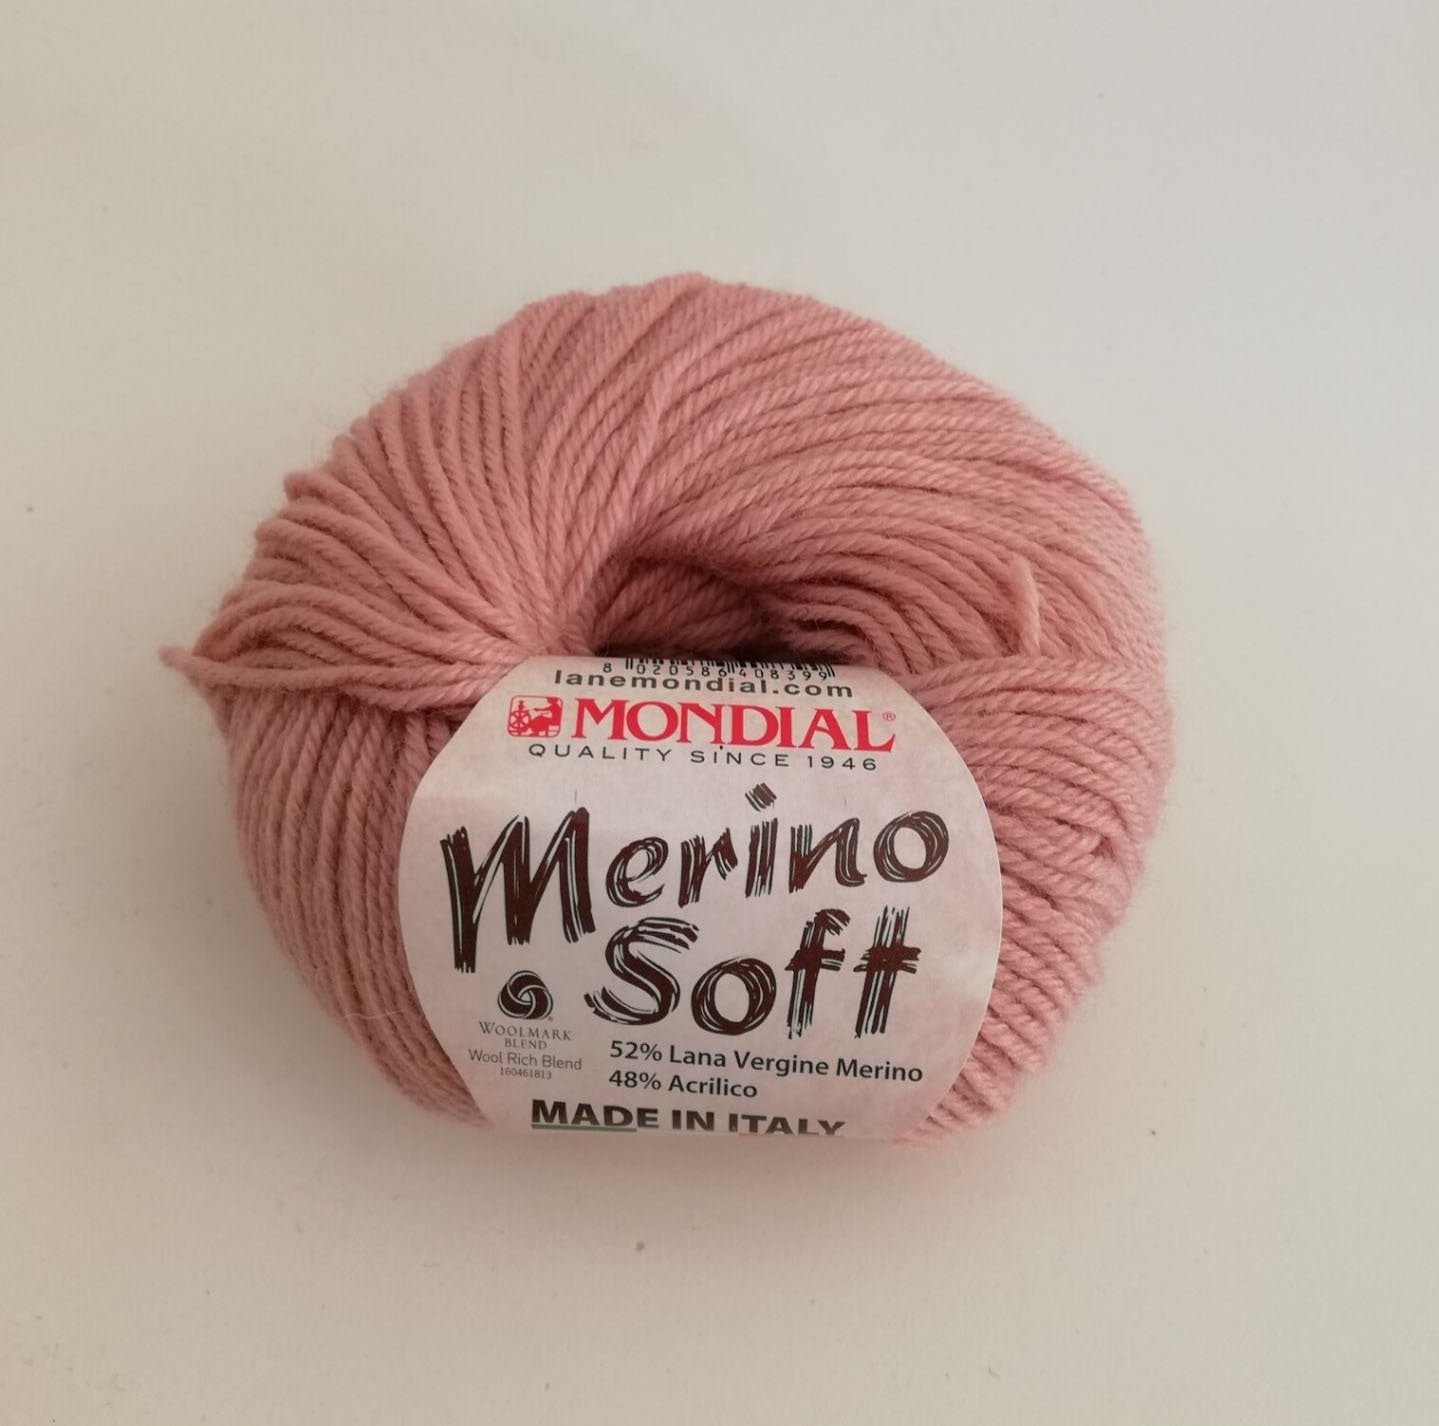 8 020586 408399
lanemondial.com
MONDIAL®
QUALITY SINCE 1946
Merino
Soft
WOOLMARK
BLEND
Wool Rich Blend
160461813
52% Lana Vergine Merino
48% Acrilico
MADE IN ITALY